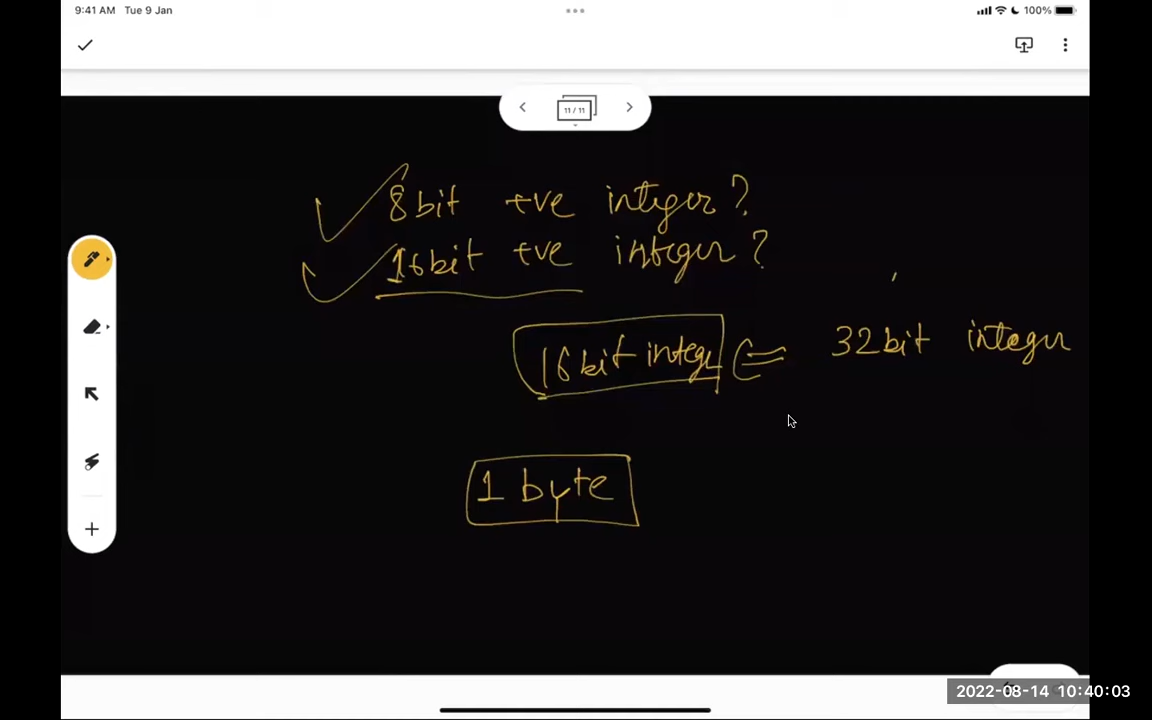 9:41 AM Tue 9 Jan
100%
11 / 11
8bit +ve integer?
16bit +ve integer?
16bit integr ⇐ 32bit integer
1 byte
2022-08-14 10:40:03